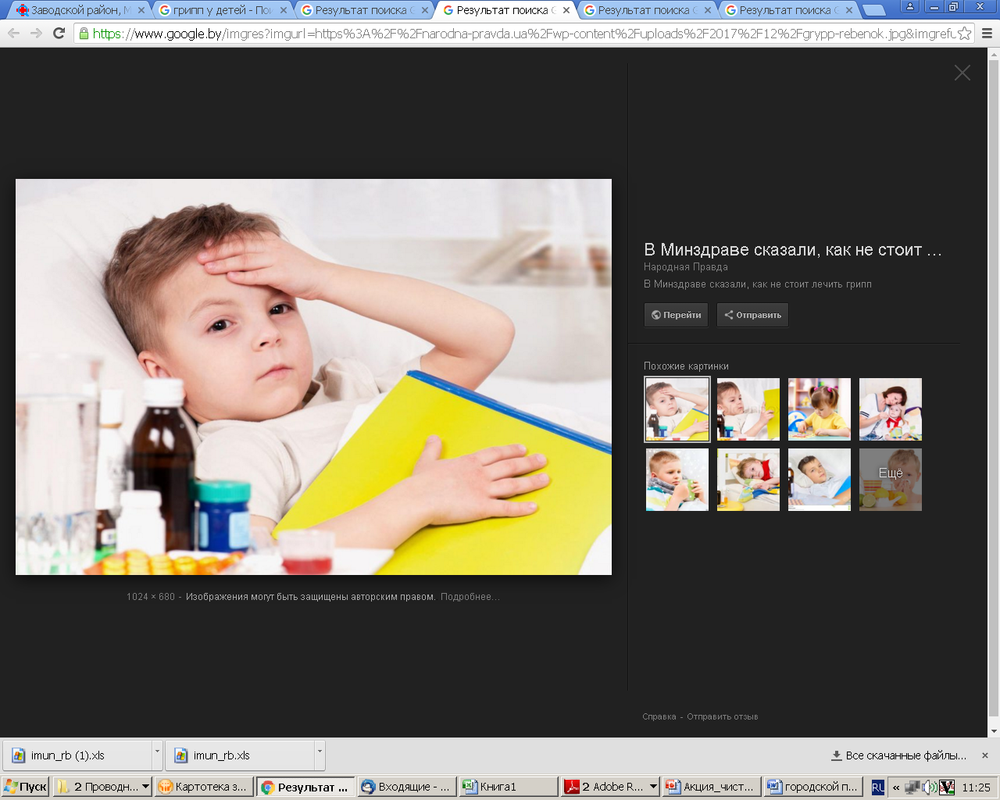 Заводской район, М
грипп у детей - Пои
Результат поиска G
Результат поиска G
Результат поиска G
Результат поиска G
https://www.google.by/imgres?imgurl=https%3A%2F%2Fnarodna-pravda.ua%2Fwp-content%2Fuploads%2F2017%2F12%2Fgrypp-rebenok.jpg&imgrefu
В Минздраве сказали, как не стоит ...
Народная Правда
В Минздраве сказали, как не стоит лечить грипп
Перейти
Отправить
Похожие картинки
Ещё
1024 × 680 - Изображения могут быть защищены авторским правом. Подробнее...
Справка - Отправить отзыв
imun_rb (1).xls
imun_rb.xls
Все скачанные файлы...
Пуск
2 Проводн...
Картотека з...
Результат ...
Входящие - ...
Книга1
2 Adobe R...
Акция_чист...
городской п...
RU
«
11:25